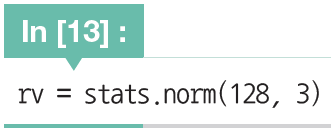 In [13] :
rv = stats.norm(128, 3)